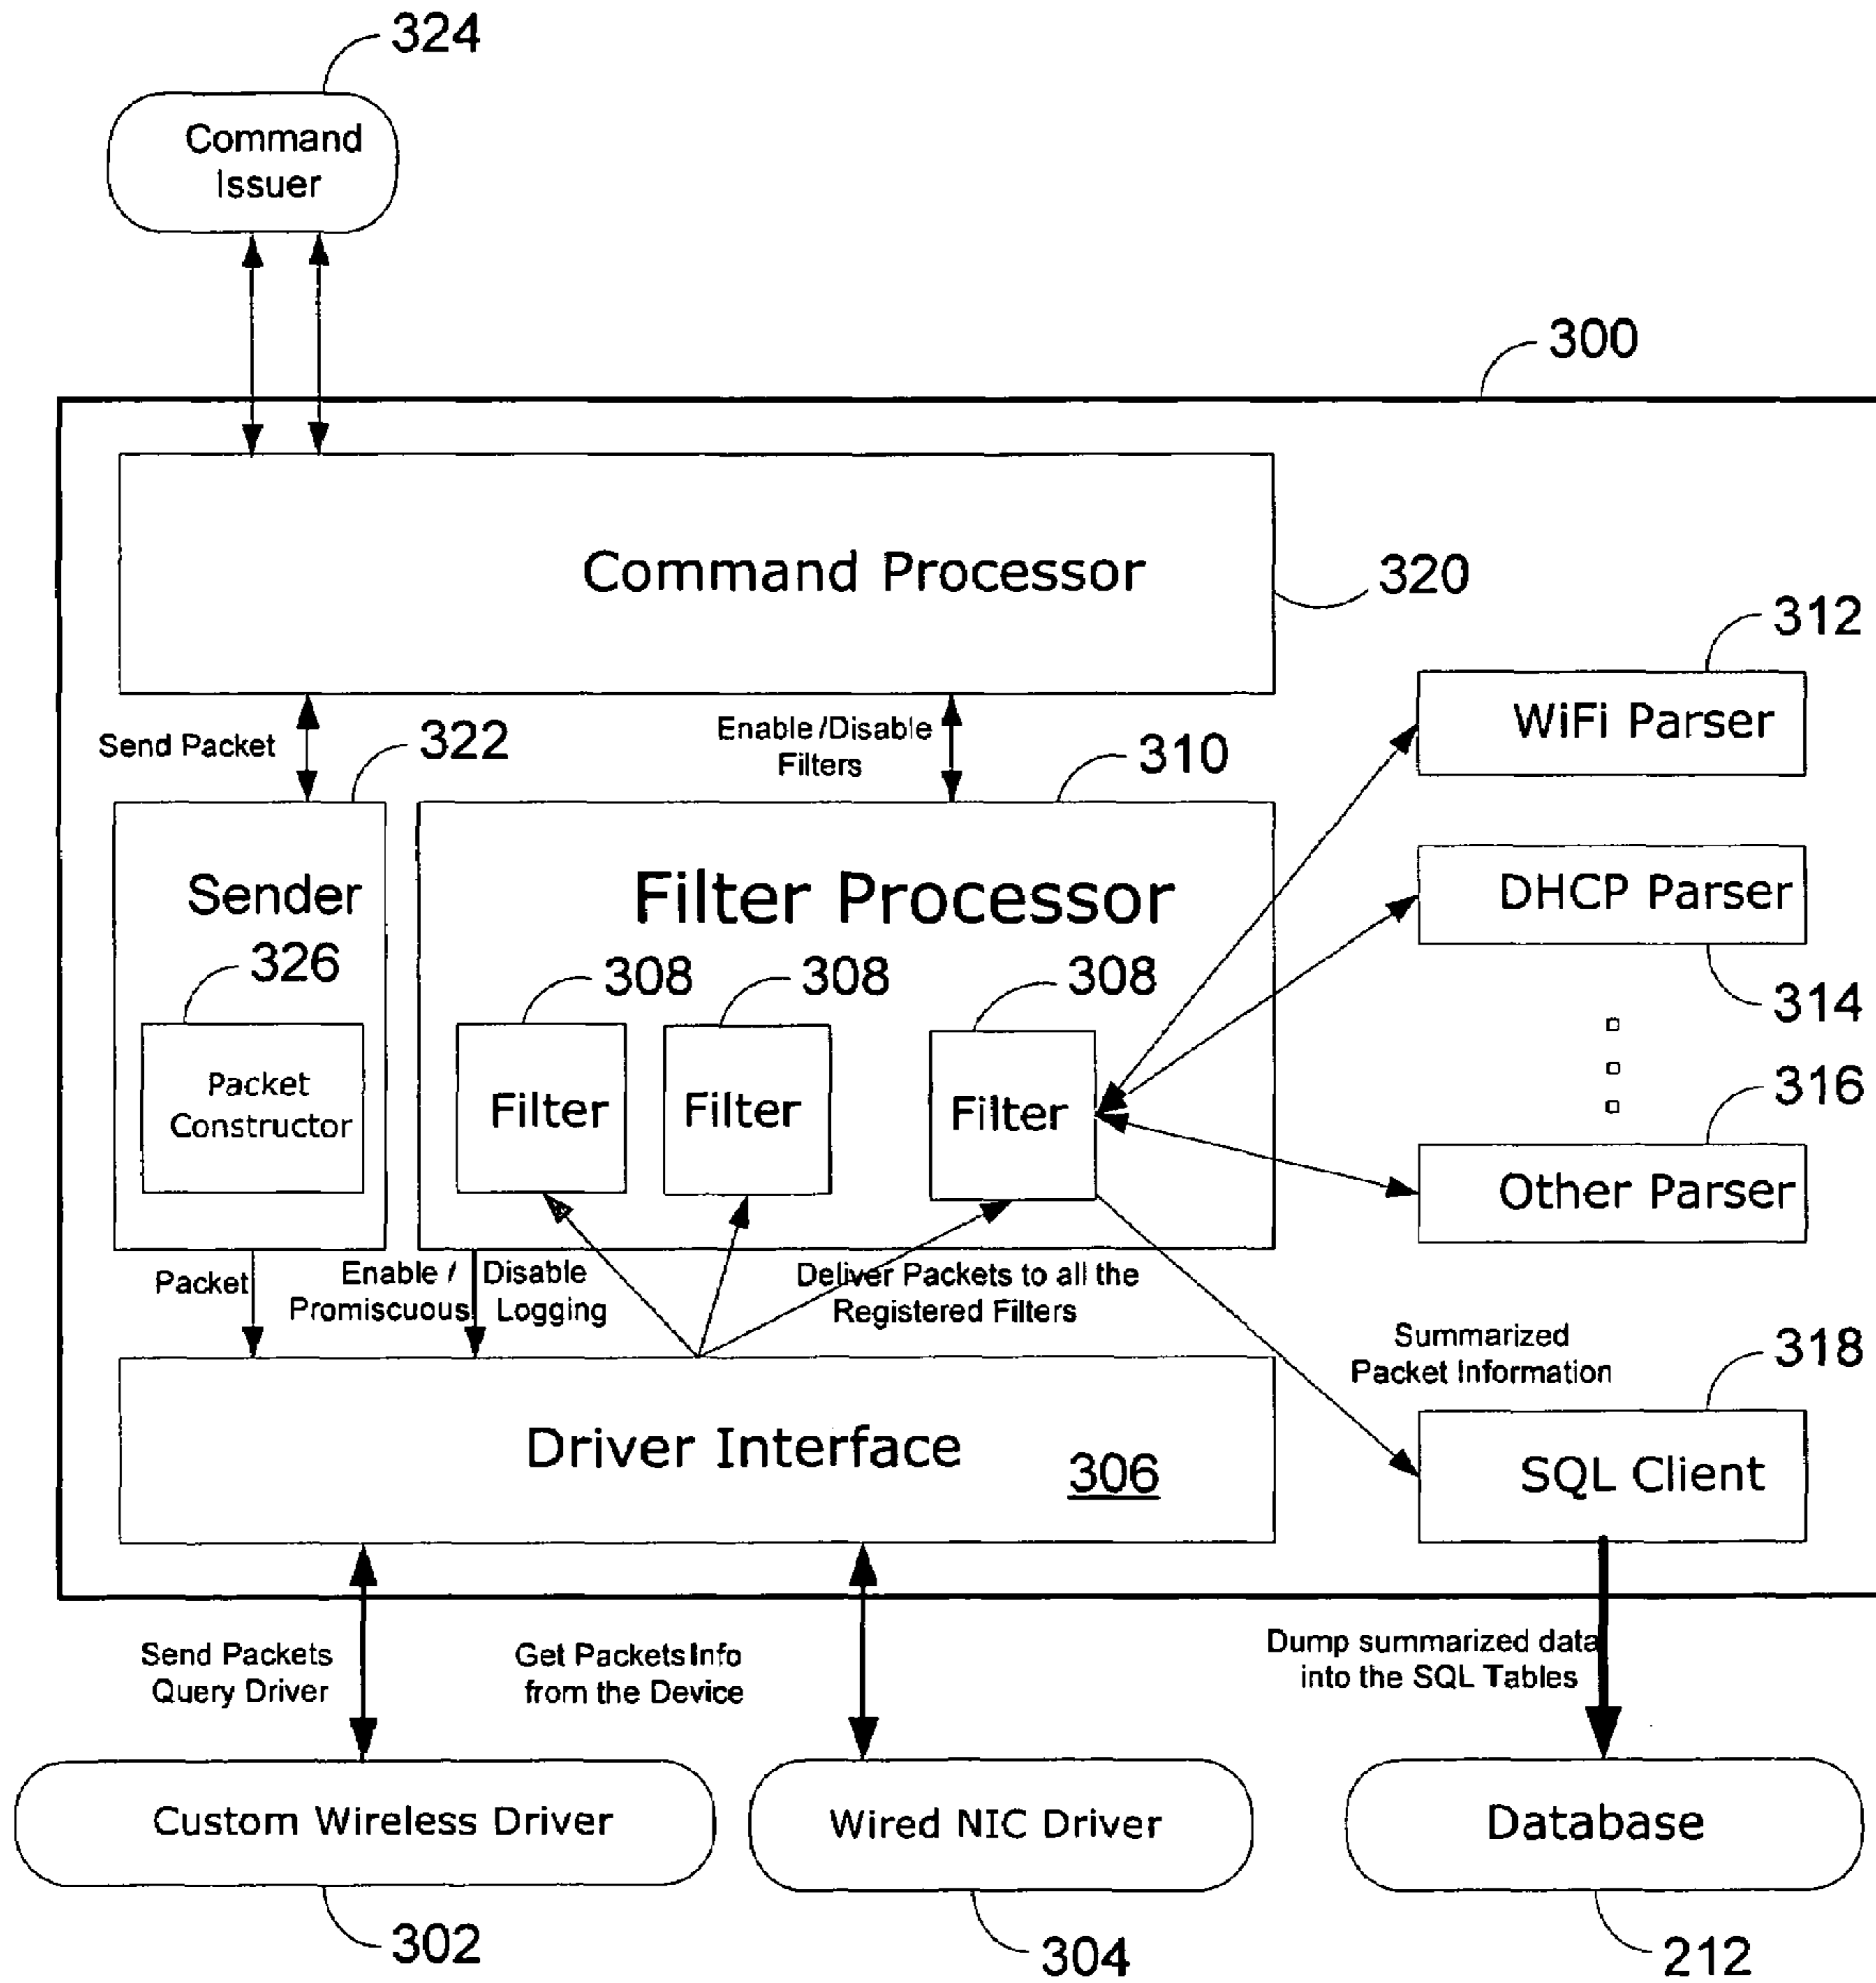 324
Command
Issuer
300
Command Processor
320
312
WiFi Parser
Send Packet
322
Enable /Disable
Filters
310
Sender
326
Packet
Constructor
Filter Processor
308
308
308
Filter
Filter
Filter
DHCP Parser
314
316
Other Parser
Packet
Enable / Disable
Promiscuous Logging
Deliver Packets to all the
Registered Filters
Summarized
Packet Information
318
SQL Client
Driver Interface
306
Send Packets
Query Driver
Get Packets Info
from the Device
Dump summarized data
into the SQL Tables
Custom Wireless Driver
Wired NIC Driver
Database
302
304
212